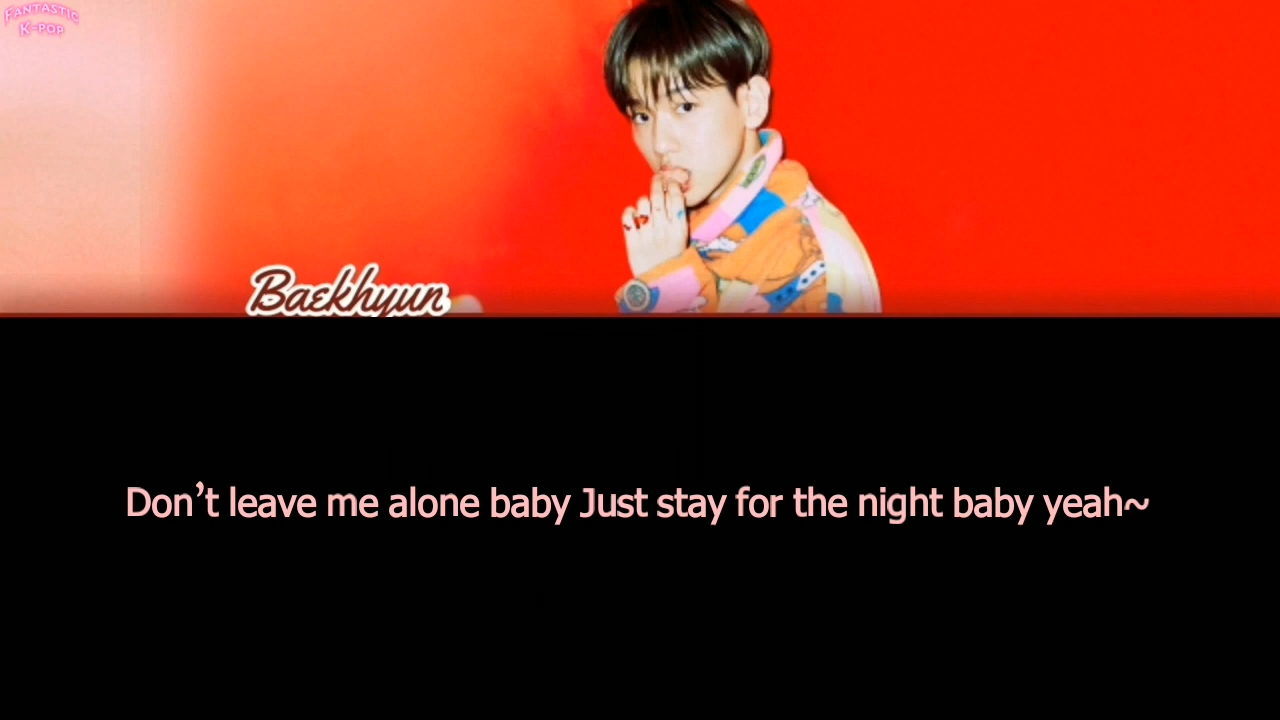 FANTASTIC
K-POP
Baekhyun
Don’t leave me alone baby Just stay for the night baby yeah~